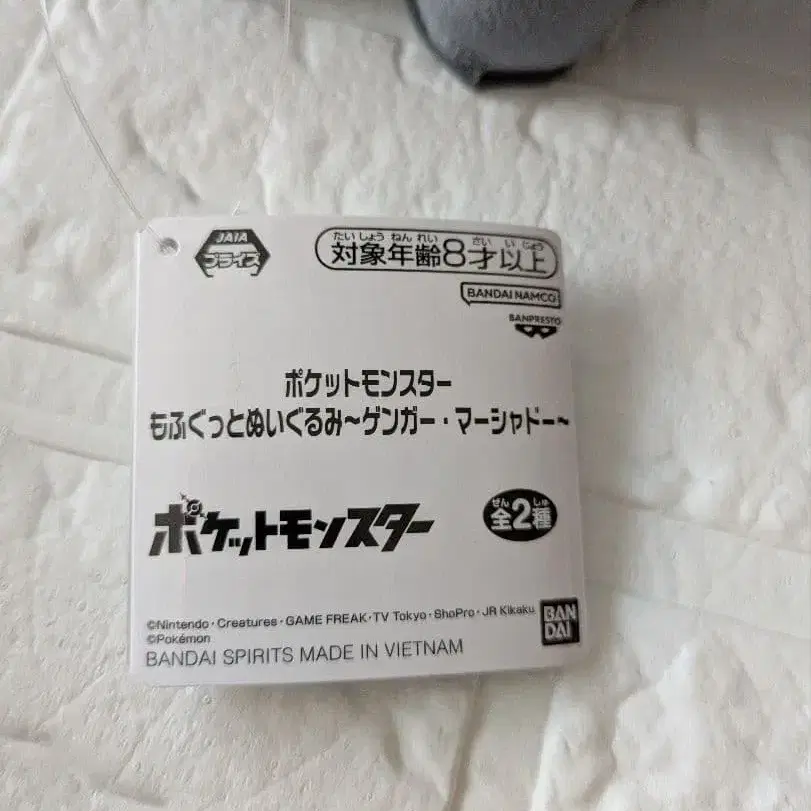 JAIA
プライズ
たいしょうねんれい さいいじょう
対象年齢8才以上
BANDAI NAMCO
BANPRESTO
ポケットモンスター
もふぐっとぬいぐるみ~ゲンガー・マーシャドー~
ポケットモンスター
ぜん しゅ
全2種
©Nintendo・Creatures・GAME FREAK・TV Tokyo・ShoPro・JR Kikaku
©Pokémon
BANDAI SPIRITS MADE IN VIETNAM
BAN
DAI